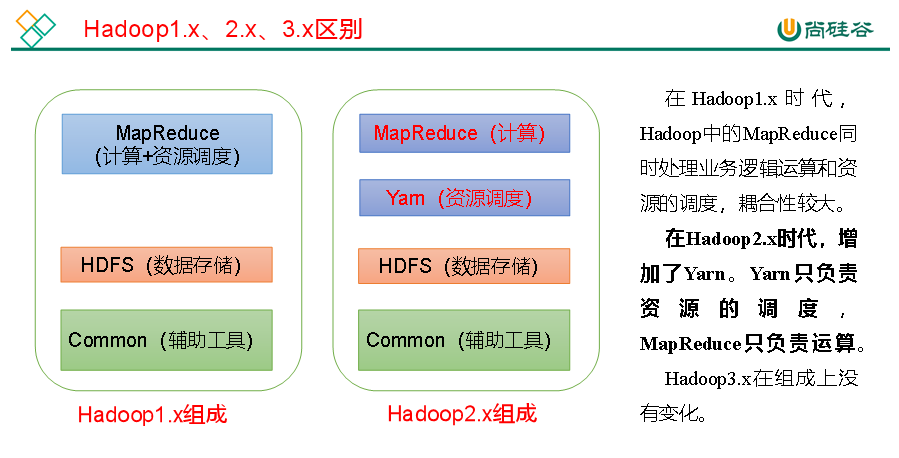 Hadoop1.x、2.x、3.x区别
尚硅谷
MapReduce
(计算+资源调度)
HDFS（数据存储）
Common（辅助工具）
Hadoop1.x组成
MapReduce（计算）
Yarn（资源调度）
HDFS（数据存储）
Common（辅助工具）
Hadoop2.x组成
在Hadoop1.x时代，
Hadoop中的MapReduce同
时处理业务逻辑运算和资
源的调度，耦合性较大。
在Hadoop2.x时代，增
加了Yarn。Yarn只负责
资源的调度，
MapReduce只负责运算。
Hadoop3.x在组成上没
有变化。